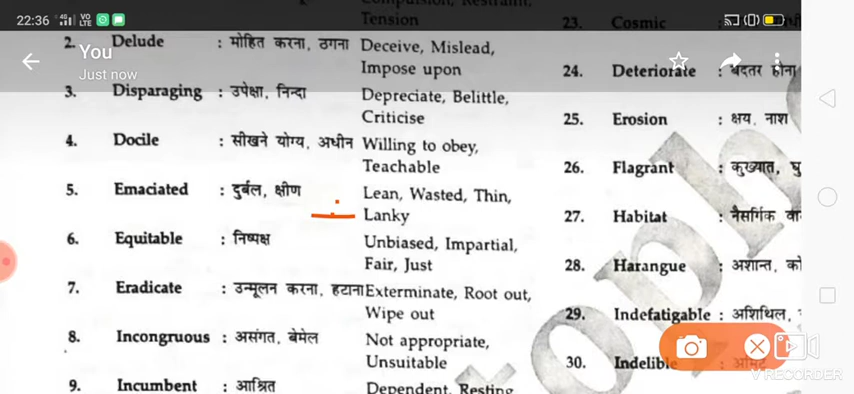 22:36
Tension
23. Cosmic
You
Just now
2. Delude : मोहित करना, ठगना Deceive, Mislead,
Impose upon
24. Deteriorate : बदतर होना
3. Disparaging : उपेक्षा, निन्दा Depreciate, Belittle,
Criticise
25. Erosion : क्षय, नाश
4. Docile : सीखने योग्य, अधीन Willing to obey,
Teachable
26. Flagrant : कुख्यात,
5. Emaciated : दुर्बल, क्षीण Lean, Wasted, Thin,
Lanky
27. Habitat : नैसर्गिक
6. Equitable : निष्पक्ष Unbiased, Impartial,
Fair, Just
28. Harangue : अशान्त,
7. Eradicate : उन्मूलन करना, हटाना Exterminate, Root out,
Wipe out
29. Indefatigable : अशिथिल,
8. Incongruous : असंगत, बेमेल Not appropriate,
Unsuitable
30. Indelible : अमिट
9. Incumbent : आश्रित Dependent, Resting
V RECORDER